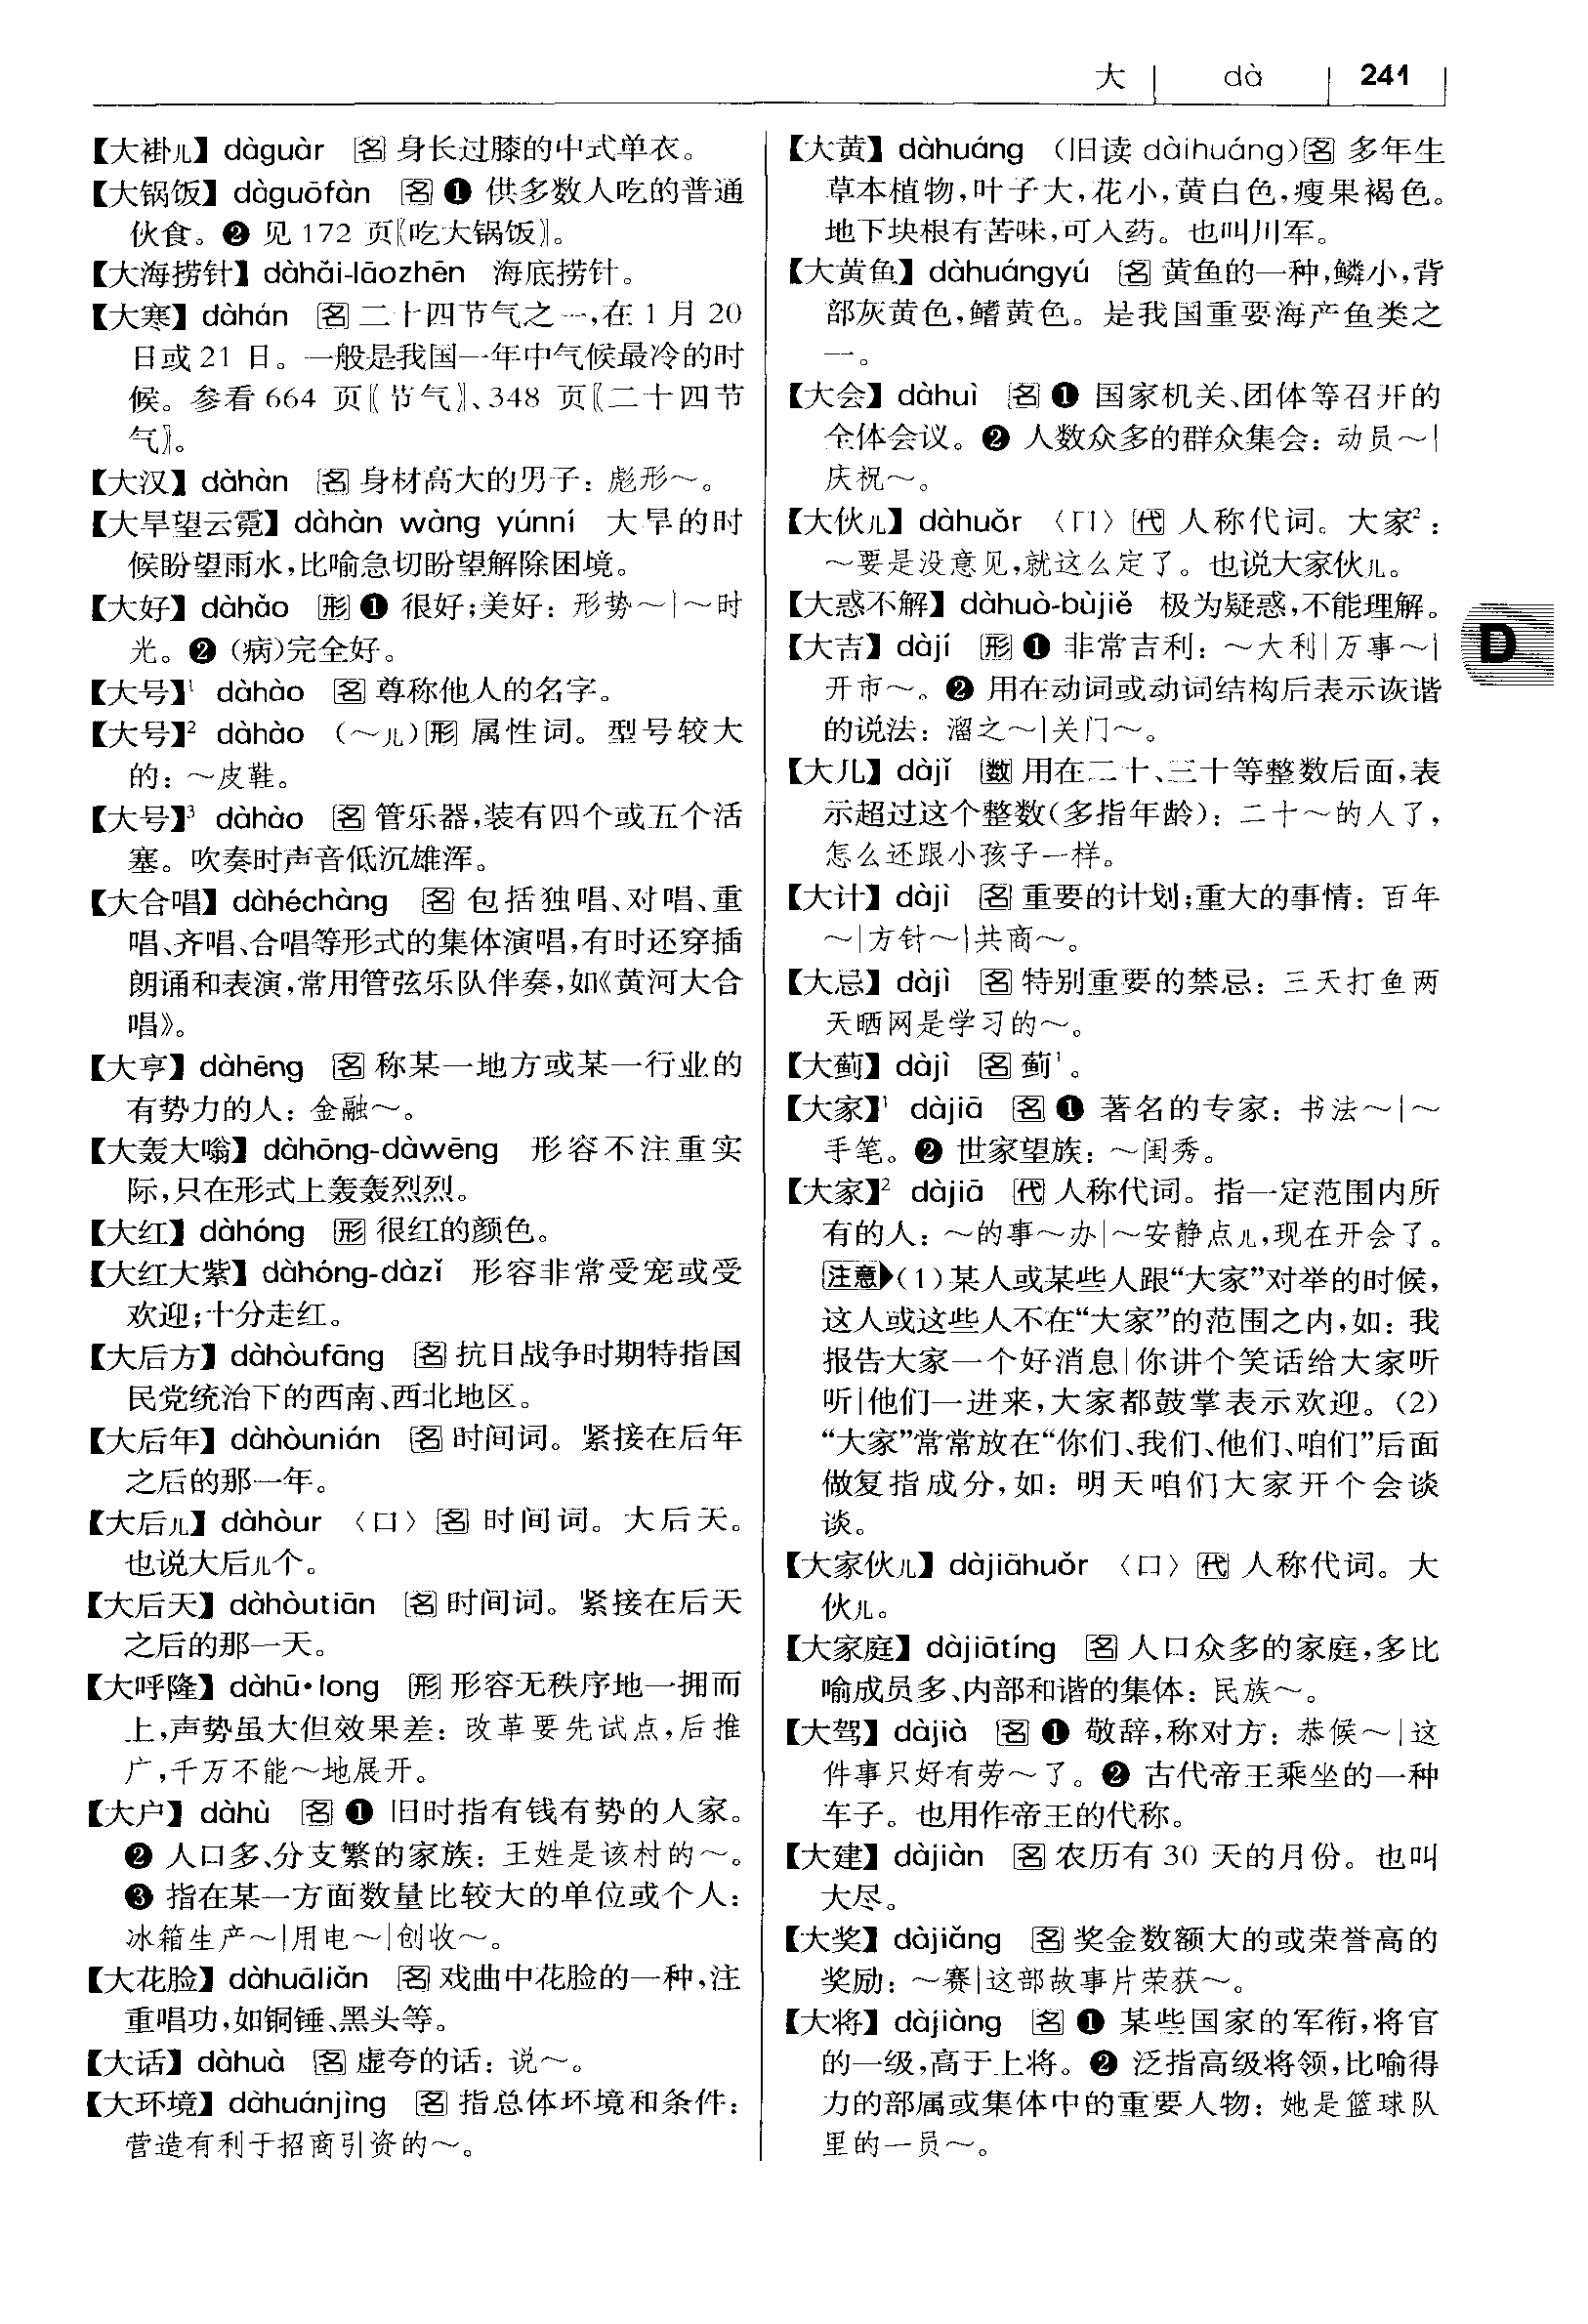 大 dà 241
【大褂儿】dàguàr 名 身长过膝的中式单衣。
【大锅饭】dàguōfàn 名 ❶ 供多数人吃的普通
伙食。❷ 见 172 页〖吃大锅饭〗。
【大海捞针】dàhǎi-lāozhēn 海底捞针。
【大寒】dàhán 名 二十四节气之一,在 1 月 20
日或 21 日。一般是我国一年中气候最冷的时
候。参看 664 页〖节气〗、348 页〖二十四节
气〗。
【大汉】dàhàn 名 身材高大的男子: 彪形～。
【大旱望云霓】dàhàn wàng yúnní 大旱的时
候盼望雨水,比喻急切盼望解除困境。
【大好】dàhǎo 形 ❶ 很好;美好: 形势～|～时
光。❷ (病)完全好。
【大号】¹ dàhào 名 尊称他人的名字。
【大号】² dàhào (～儿)形 属性词。型号较大
的: ～皮鞋。
【大号】³ dàhào 名 管乐器,装有四个或五个活
塞。吹奏时声音低沉雄浑。
【大合唱】dàhéchàng 名 包括独唱、对唱、重
唱、齐唱、合唱等形式的集体演唱,有时还穿插
朗诵和表演,常用管弦乐队伴奏,如《黄河大合
唱》。
【大亨】dàhēng 名 称某一地方或某一行业的
有势力的人: 金融～。
【大轰大嗡】dàhōng-dàwēng 形容不注重实
际,只在形式上轰轰烈烈。
【大红】dàhóng 形 很红的颜色。
【大红大紫】dàhóng-dàzǐ 形容非常受宠或受
欢迎;十分走红。
【大后方】dàhòufāng 名 抗日战争时期特指国
民党统治下的西南、西北地区。
【大后年】dàhòunián 名 时间词。紧接在后年
之后的那一年。
【大后儿】dàhòur 〈口〉名 时间词。大后天。
也说大后儿个。
【大后天】dàhòutiān 名 时间词。紧接在后天
之后的那一天。
【大呼隆】dàhū•long 形 形容无秩序地一拥而
上,声势虽大但效果差: 改革要先试点,后推
广,千万不能～地展开。
【大户】dàhù 名 ❶ 旧时指有钱有势的人家。
❷ 人口多、分支繁的家族: 王姓是该村的～。
❸ 指在某一方面数量比较大的单位或个人:
冰箱生产～|用电～|创收～。
【大花脸】dàhuāliǎn 名 戏曲中花脸的一种,注
重唱功,如铜锤、黑头等。
【大话】dàhuà 名 虚夸的话: 说～。
【大环境】dàhuánjìng 名 指总体环境和条件:
营造有利于招商引资的～。
【大黄】dàhuáng (旧读 dàihuáng)名 多年生
草本植物,叶子大,花小,黄白色,瘦果褐色。
地下块根有苦味,可入药。也叫川军。
【大黄鱼】dàhuángyú 名 黄鱼的一种,鳞小,背
部灰黄色,鳍黄色。是我国重要海产鱼类之
一。
【大会】dàhuì 名 ❶ 国家机关、团体等召开的
全体会议。❷ 人数众多的群众集会: 动员～|
庆祝～。
【大伙儿】dàhuǒr 〈口〉代 人称代词。大家²:
～要是没意见,就这么定了。也说大家伙儿。
【大惑不解】dàhuò-bùjiě 极为疑惑,不能理解。
【大吉】dàjí 形 ❶ 非常吉利: ～大利|万事～|
开市～。❷ 用在动词或动词结构后表示诙谐
的说法: 溜之～|关门～。
【大几】dàjǐ 数 用在二十、三十等整数后面,表
示超过这个整数(多指年龄): 二十～的人了,
怎么还跟小孩子一样。
【大计】dàjì 名 重要的计划;重大的事情: 百年
～|方针～|共商～。
【大忌】dàjì 名 特别重要的禁忌: 三天打鱼两
天晒网是学习的～。
【大蓟】dàjì 名 蓟¹。
【大家】¹ dàjiā 名 ❶ 著名的专家: 书法～|～
手笔。❷ 世家望族: ～闺秀。
【大家】² dàjiā 代 人称代词。指一定范围内所
有的人: ～的事～办|～安静点儿,现在开会了。
注意(1)某人或某些人跟“大家”对举的时候,
这人或这些人不在“大家”的范围之内,如: 我
报告大家一个好消息|你讲个笑话给大家听
听|他们一进来,大家都鼓掌表示欢迎。(2)
“大家”常常放在“你们、我们、他们、咱们”后面
做复指成分,如: 明天咱们大家开个会谈
谈。
【大家伙儿】dàjiāhuǒr 〈口〉代 人称代词。大
伙儿。
【大家庭】dàjiātíng 名 人口众多的家庭,多比
喻成员多、内部和谐的集体: 民族～。
【大驾】dàjià 名 ❶ 敬辞,称对方: 恭候～|这
件事只好有劳～了。❷ 古代帝王乘坐的一种
车子。也用作帝王的代称。
【大建】dàjiàn 名 农历有 30 天的月份。也叫
大尽。
【大奖】dàjiǎng 名 奖金数额大的或荣誉高的
奖励: ～赛|这部故事片荣获～。
【大将】dàjiàng 名 ❶ 某些国家的军衔,将官
的一级,高于上将。❷ 泛指高级将领,比喻得
力的部属或集体中的重要人物: 她是篮球队
里的一员～。
D